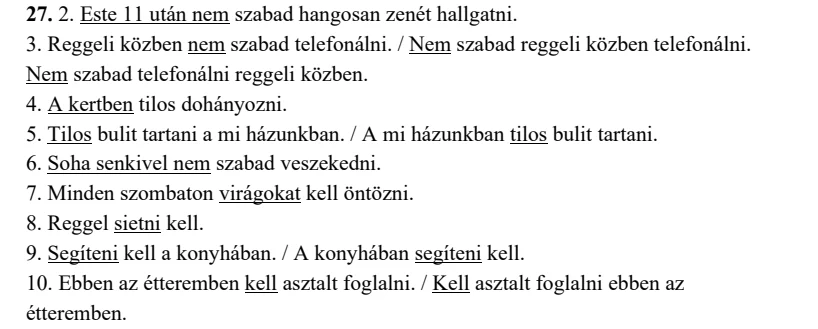 27. 2. Este 11 után nem szabad hangosan zenét hallgatni.
3. Reggeli közben nem szabad telefonálni. / Nem szabad reggeli közben telefonálni.
Nem szabad telefonálni reggeli közben.
4. A kertben tilos dohányozni.
5. Tilos bulit tartani a mi házunkban. / A mi házunkban tilos bulit tartani.
6. Soha senkivel nem szabad veszekedni.
7. Minden szombaton virágokat kell öntözni.
8. Reggel sietni kell.
9. Segíteni kell a konyhában. / A konyhában segíteni kell.
10. Ebben az étteremben kell asztalt foglalni. / Kell asztalt foglalni ebben az
étteremben.